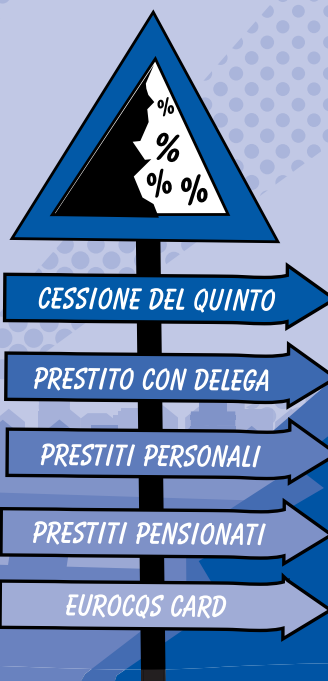 %
%
% %
CESSIONE DEL QUINTO
PRESTITO CON DELEGA
PRESTITI PERSONALI
PRESTITI PENSIONATI
EUROCQS CARD